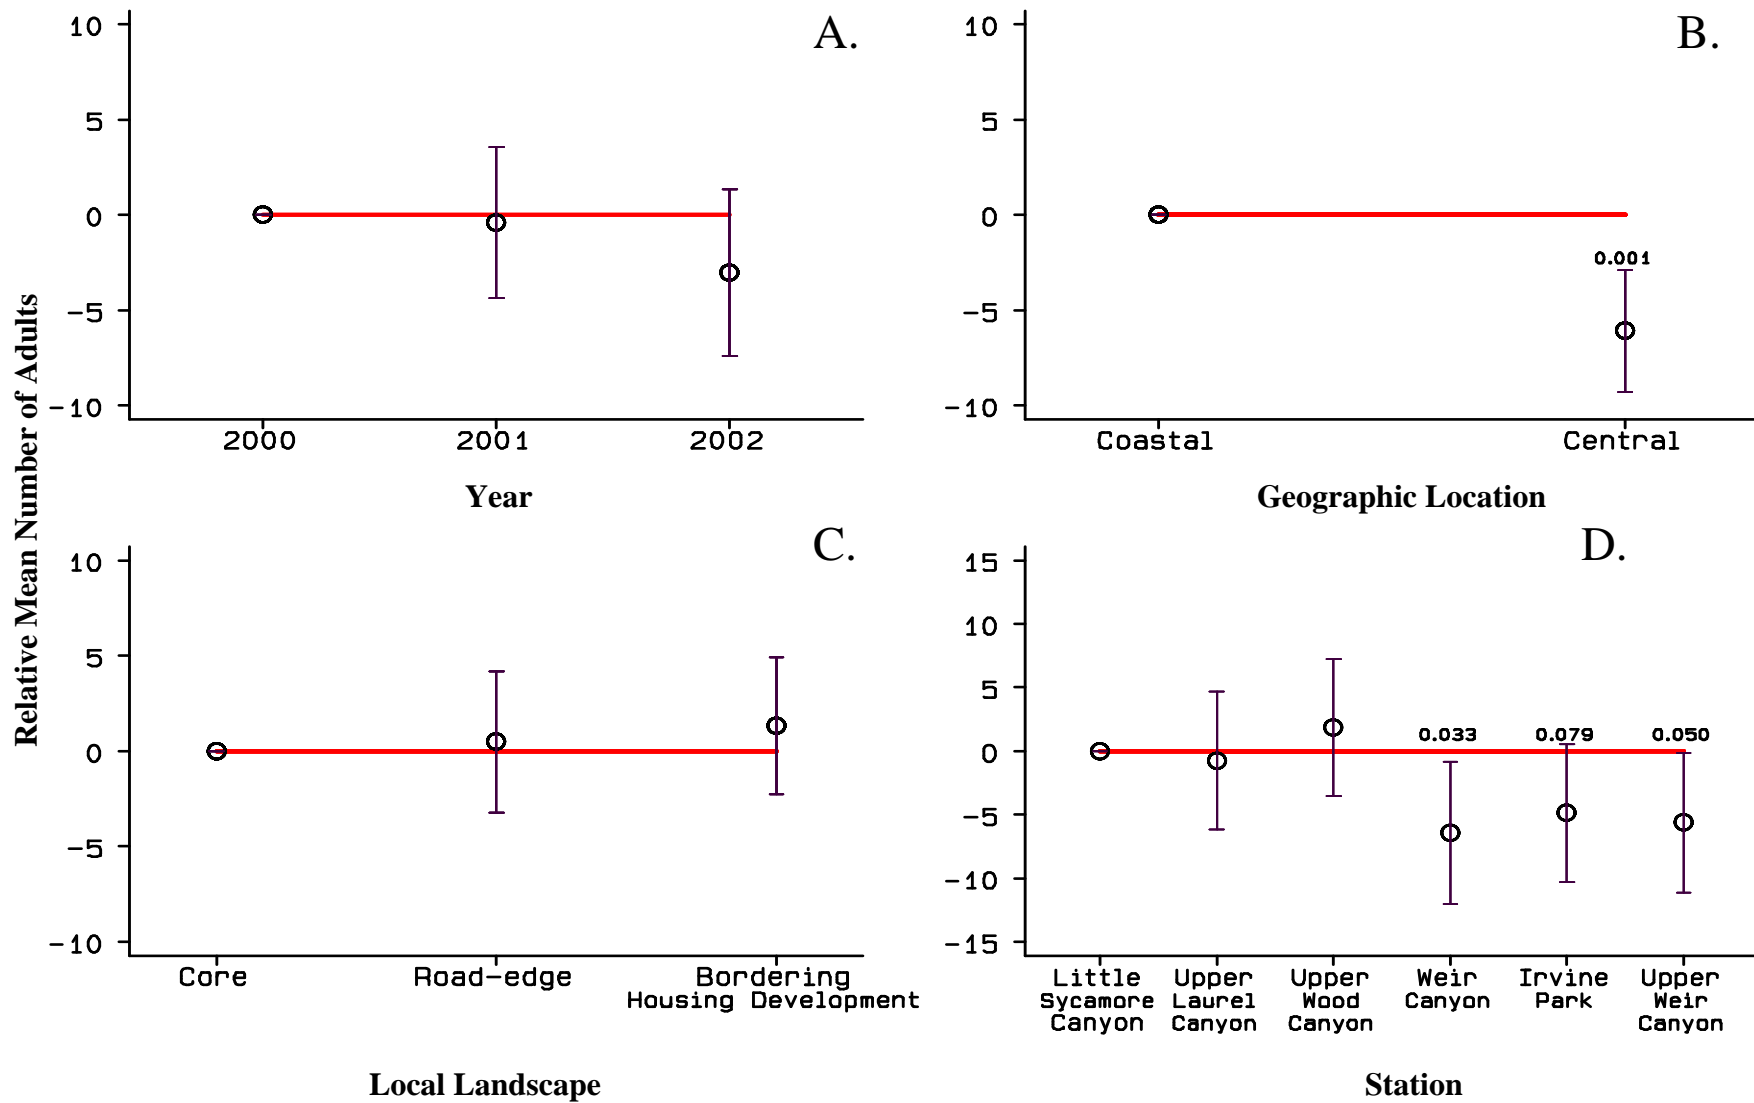 Relative Mean Number of Adults
A.
10
5
0
−5
−10
2000 2001 2002
Year
B.
10
5
0
−5
−10
0.001
Coastal Central
Geographic Location
C.
10
5
0
−5
−10
Core Road-edge Bordering
Housing Development
Local Landscape
D.
15
10
5
0
−5
−10
−15
0.033 0.079 0.050
Little Upper Upper Weir Irvine Upper
Sycamore Laurel Wood Canyon Park Weir
Canyon Canyon Canyon Canyon
Station